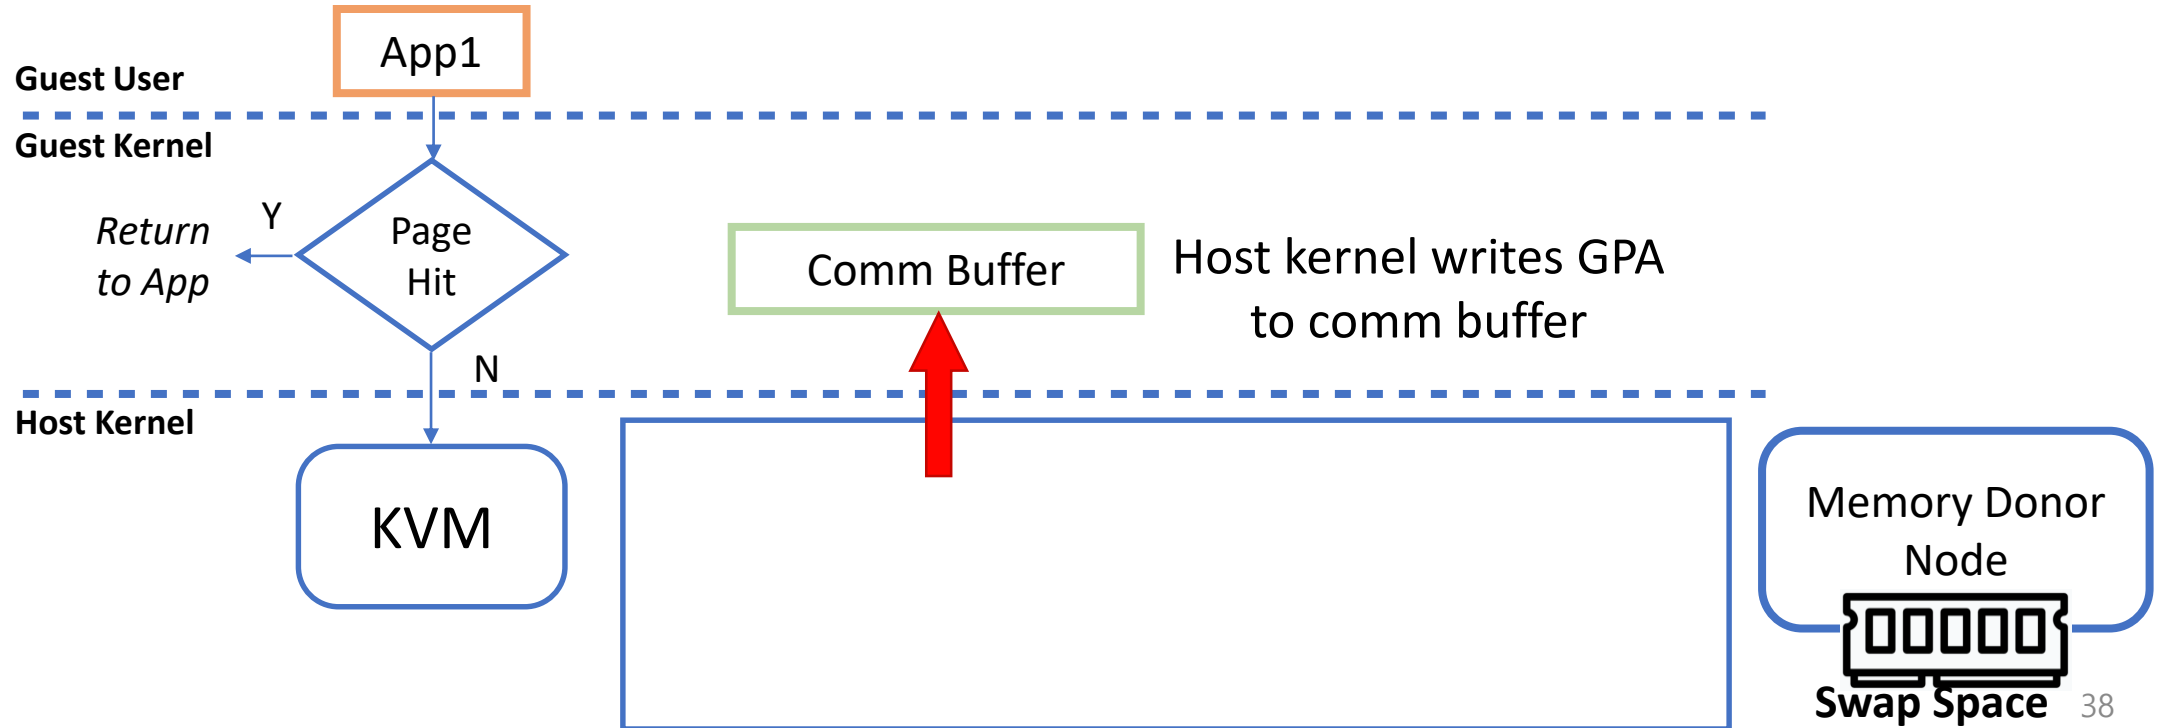 App1
Guest User
Guest Kernel
Return
to App
Y
Page
Hit
N
Comm Buffer
Host kernel writes GPA
to comm buffer
Host Kernel
KVM
Memory Donor
Node
Swap Space
38